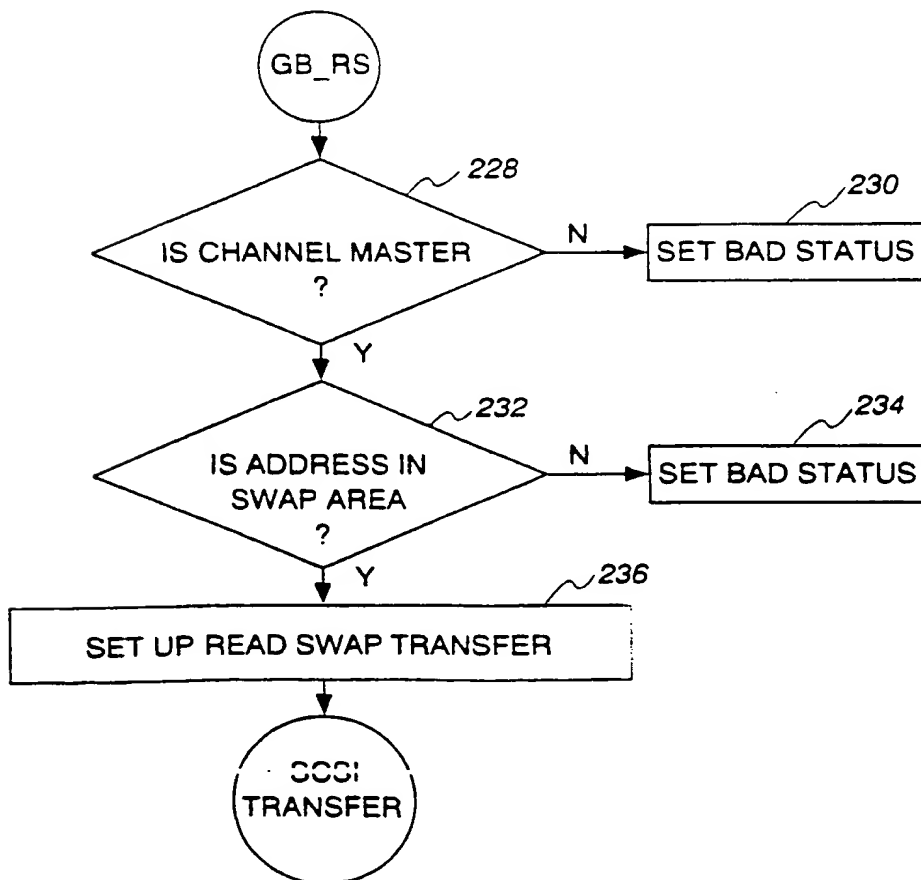 GB_RS
228
IS CHANNEL MASTER
?
N
230
SET BAD STATUS
Y
232
IS ADDRESS IN
SWAP AREA
?
N
234
SET BAD STATUS
Y
236
SET UP READ SWAP TRANSFER
SCSI
TRANSFER